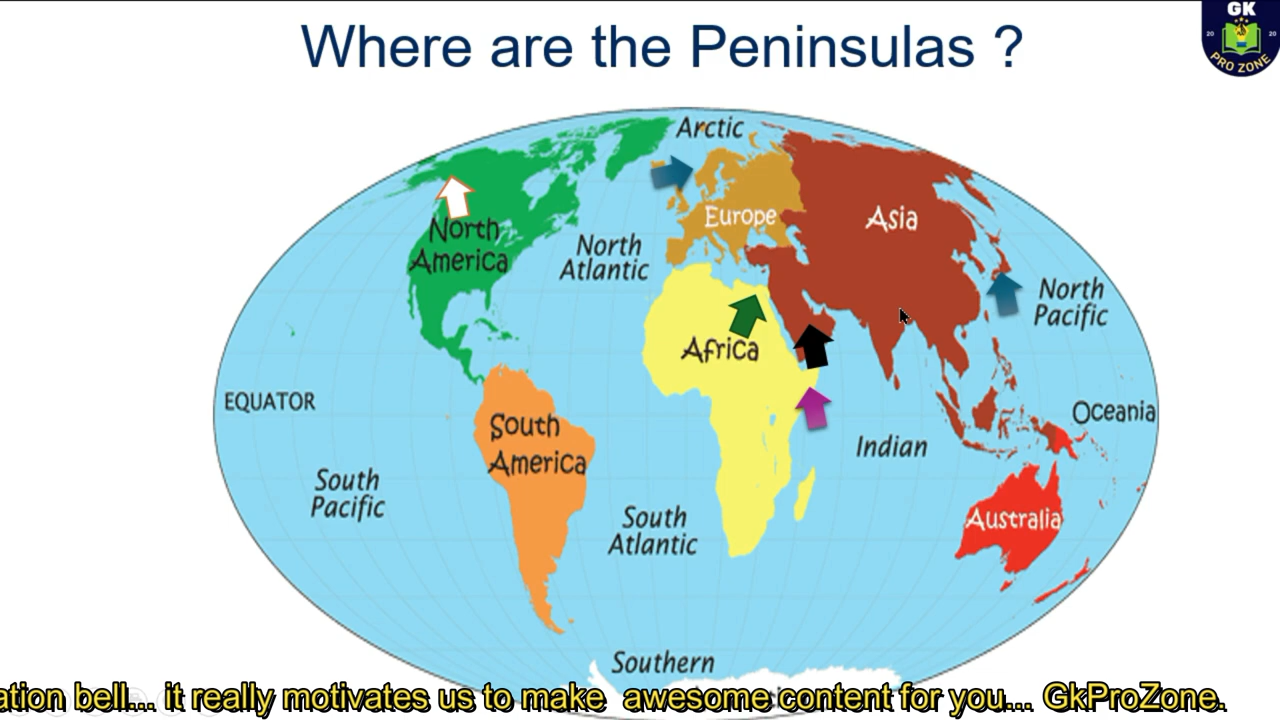 Where are the Peninsulas ?
GK
20 20
PRO ZONE
Arctic
North
America
North
Atlantic
Europe
Asia
North
Pacific
Africa
EQUATOR
South
America
Indian
Oceania
South
Pacific
South
Atlantic
Australia
Southern
ation bell... it really motivates us to make awesome content for you... GkProZone.